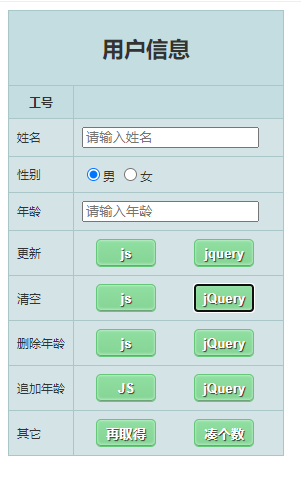 用户信息
工号
姓名 请输入姓名
性别 男 女
年龄 请输入年龄
更新 js jquery
清空 js jQuery
删除年龄 js jQuery
追加年龄 JS jQuery
其它 再取得 凑个数